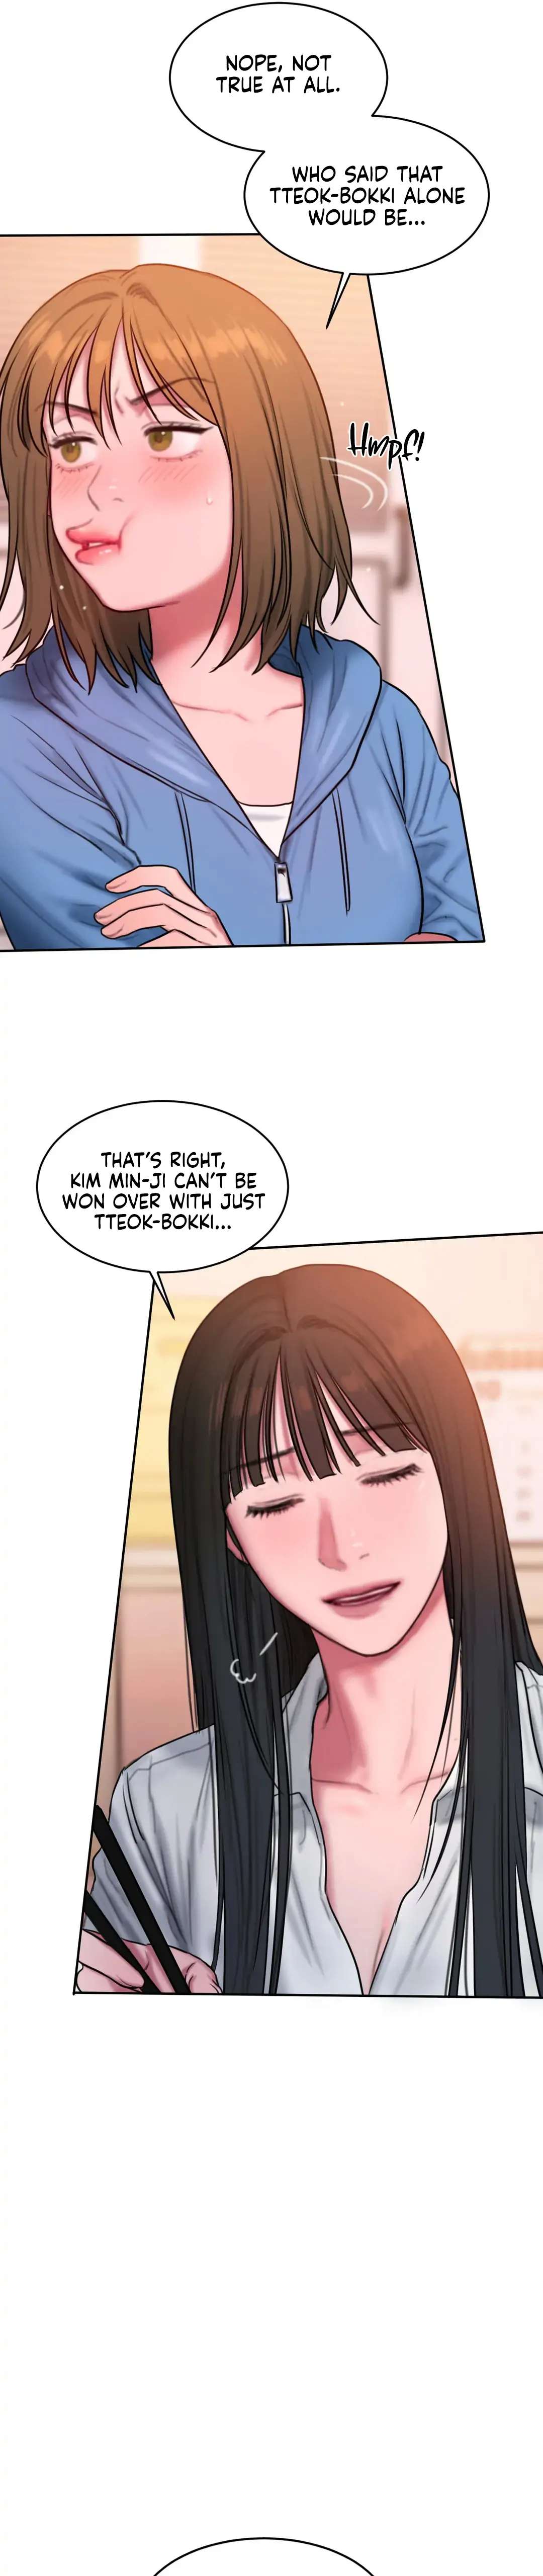 NOPE, NOT
TRUE AT ALL.
WHO SAID THAT
TTEOK-BOKKI ALONE
WOULD BE...
Hmpf!
THAT'S RIGHT,
KIM MIN-JI CAN'T BE
WON OVER WITH JUST
TTEOK-BOKKI...